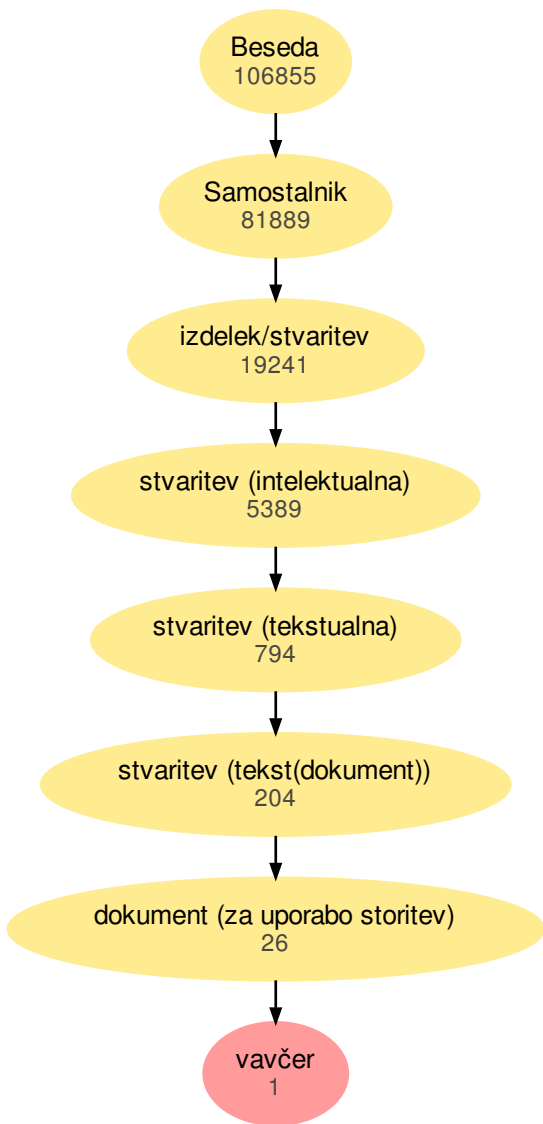 Beseda
106855
Samostalnik
81889
izdelek/stvaritev
19241
stvaritev (intelektualna)
5389
stvaritev (tekstualna)
794
stvaritev (tekst(dokument))
204
dokument (za uporabo storitev)
26
vavčer
1